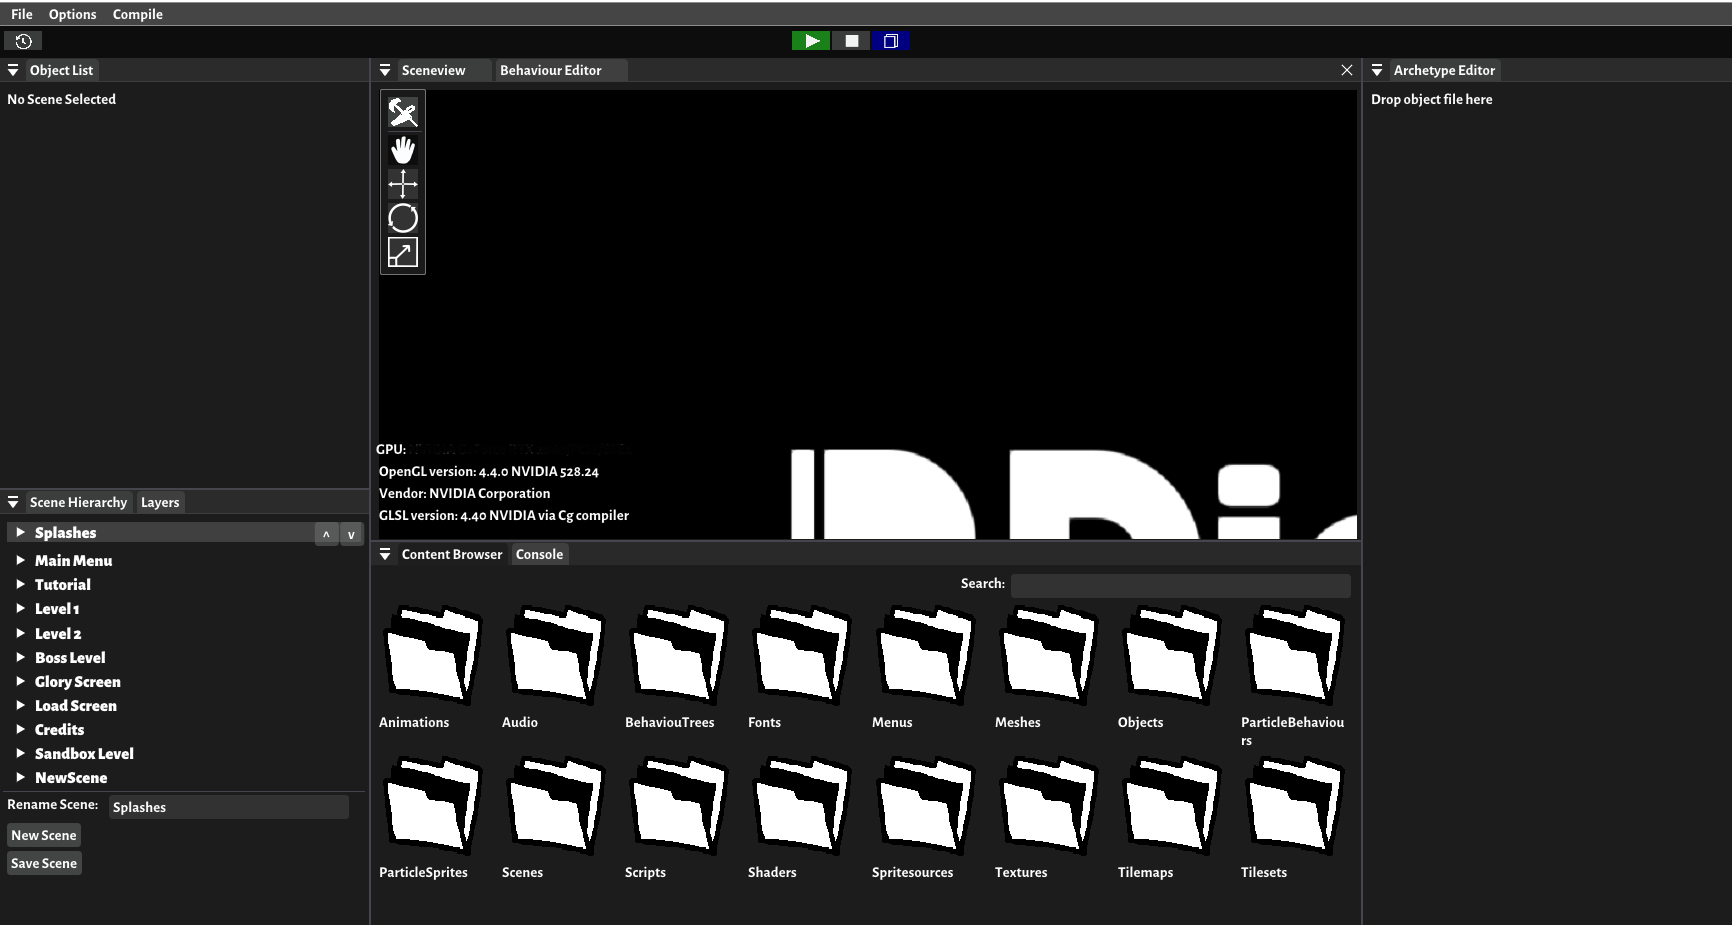 File Options Compile
Object List
Sceneview Behaviour Editor
Archetype Editor
No Scene Selected
Drop object file here
GPU:
OpenGL version: 4.4.0 NVIDIA 528.24
Vendor: NVIDIA Corporation
GLSL version: 4.40 NVIDIA via Cg compiler
Scene Hierarchy Layers
Splashes ^ v
Main Menu
Tutorial
Level 1
Level 2
Boss Level
Glory Screen
Load Screen
Credits
Sandbox Level
NewScene
Rename Scene: Splashes
New Scene
Save Scene
Content Browser Console
Search:
Animations Audio BehaviouTrees Fonts Menus Meshes Objects ParticleBehaviou
rs
ParticleSprites Scenes Scripts Shaders Spritesources Textures Tilemaps Tilesets